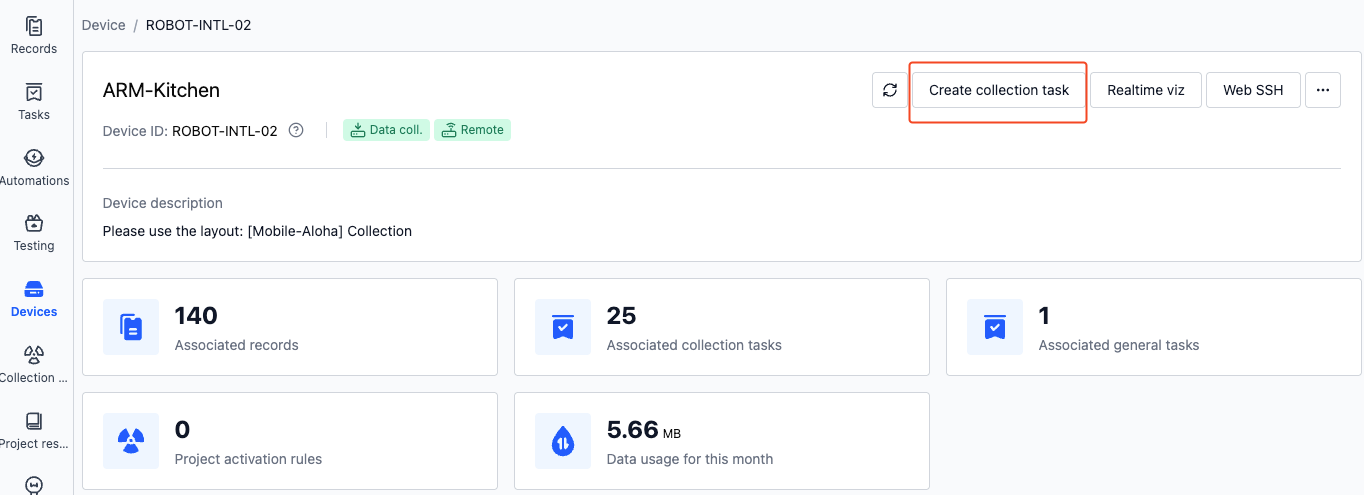 Records
Tasks
Automations
Testing
Devices
Collection ...
Project res...
Device / ROBOT-INTL-02
ARM-Kitchen
Create collection task
Realtime viz
Web SSH
Device ID: ROBOT-INTL-02
Data coll.
Remote
Device description
Please use the layout: [Mobile-Aloha] Collection
140
Associated records
25
Associated collection tasks
1
Associated general tasks
0
Project activation rules
5.66 MB
Data usage for this month